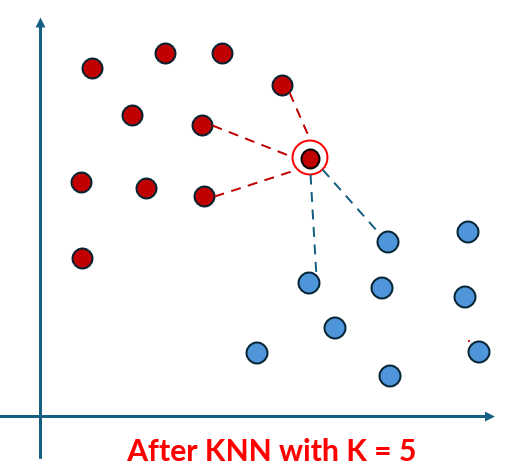 After KNN with K = 5